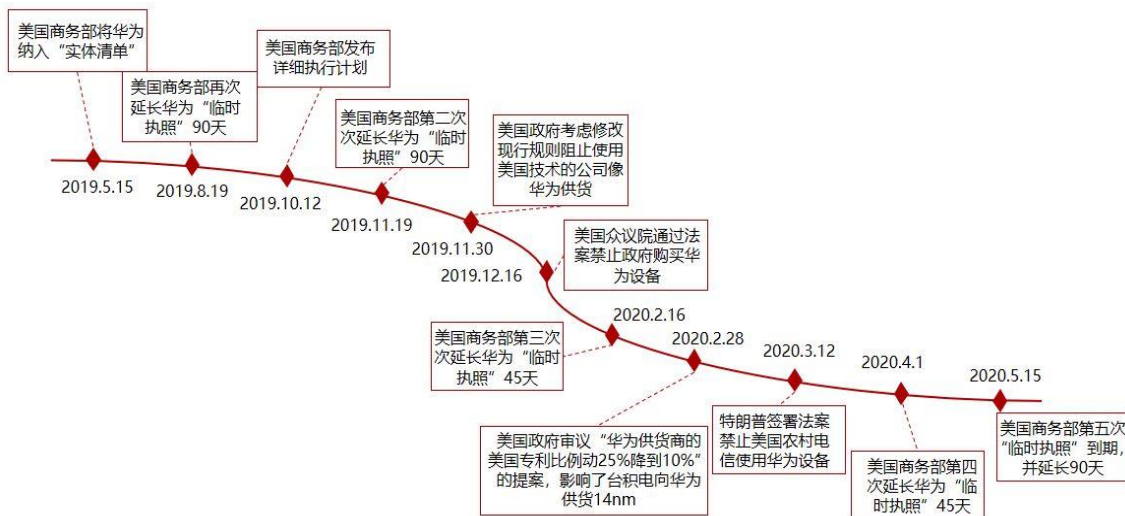 美国商务部将华为
纳入“实体清单”
2019.5.15
美国商务部再次
延长华为“临时
执照”90天
2019.8.19
美国商务部发布
详细执行计划
2019.10.12
美国商务部第二次
次延长华为“临时
执照”90天
2019.11.19
美国政府考虑修改
现行规则阻止使用
美国技术的公司像
华为供货
2019.11.30
美国众议院通过法
案禁止政府购买华
为设备
2019.12.16
2020.2.16
美国商务部第三次
次延长华为“临时
执照”45天
2020.2.28
美国政府审议“华为供货商的
美国专利比例动25%降到10%“
的提案，影响了台积电向华为
供货14nm
2020.3.12
特朗普签署法案
禁止美国农村电
信使用华为设备
2020.4.1
美国商务部第四
次延长华为“临
时执照”45天
2020.5.15
美国商务部第五次
“临时执照”到期，
并延长90天